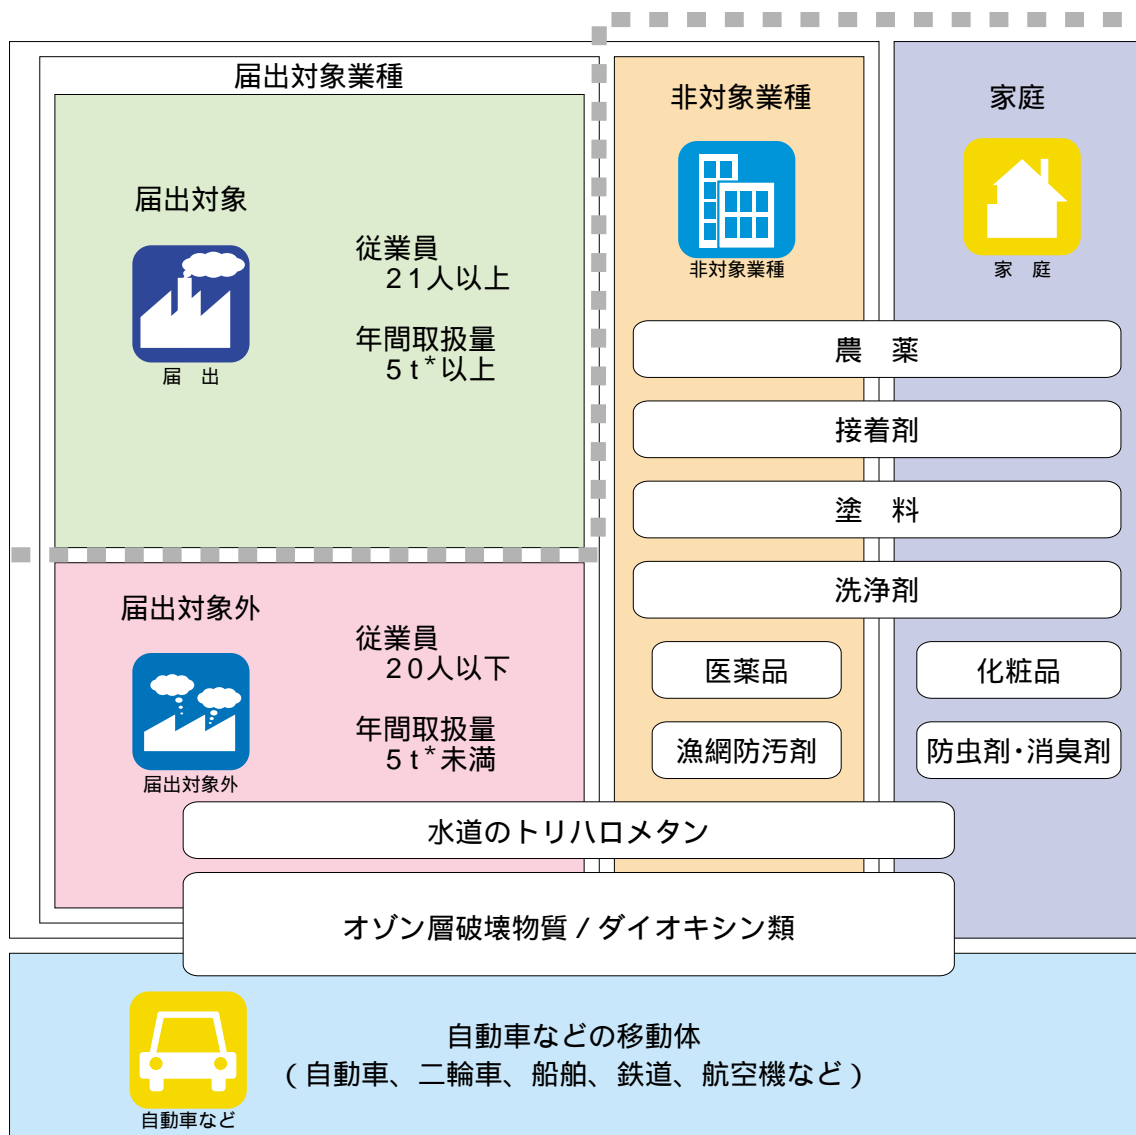 届出対象業種
届出対象
届 出
従業員
21人以上
年間取扱量
5t*以上
届出対象外
届出対象外
従業員
20人以下
年間取扱量
5t*未満
非対象業種
非対象業種
家庭
家 庭
農 薬
接着剤
塗 料
洗浄剤
医薬品
化粧品
漁網防汚剤
防虫剤・消臭剤
水道のトリハロメタン
オゾン層破壊物質 / ダイオキシン類
自動車など
自動車などの移動体
(自動車、二輪車、船舶、鉄道、航空機など)